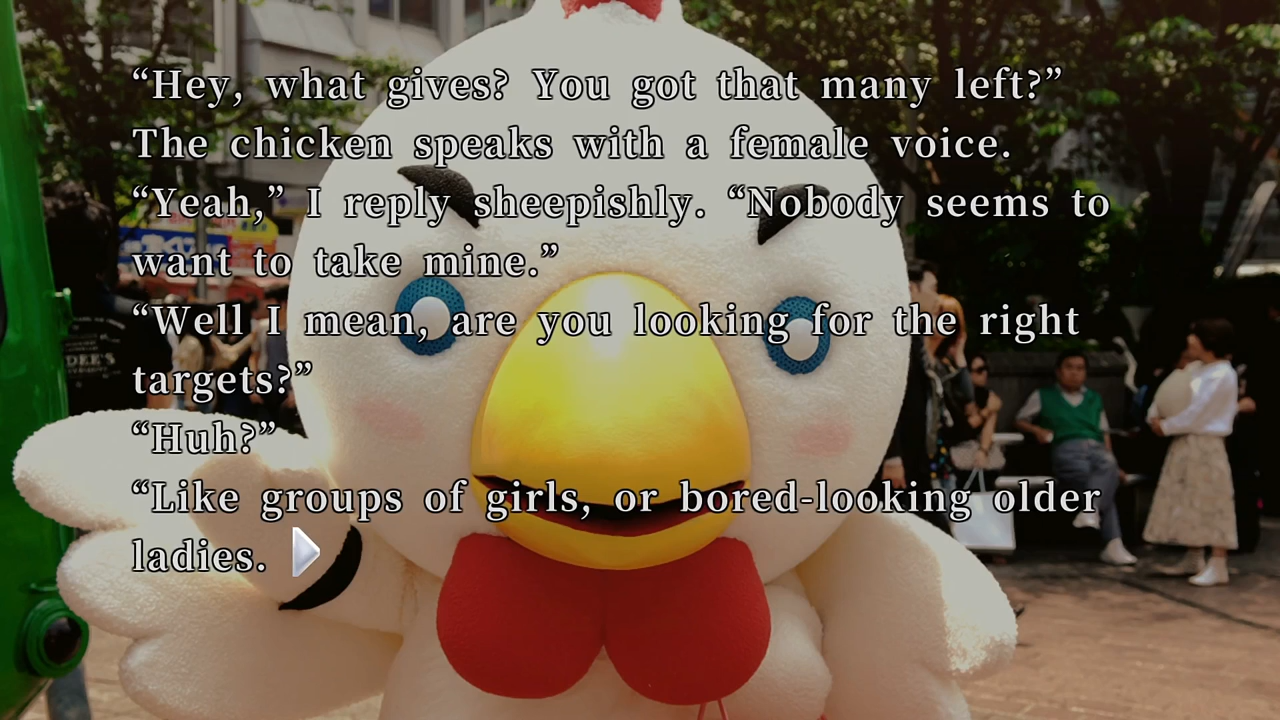 “Hey, what gives? You got that many left?”
The chicken speaks with a female voice.
“Yeah,” I reply sheepishly. “Nobody seems to
want to take mine.”
“Well I mean, are you looking for the right
targets?”
“Huh?”
“Like groups of girls, or bored-looking older
ladies.
DEE'S